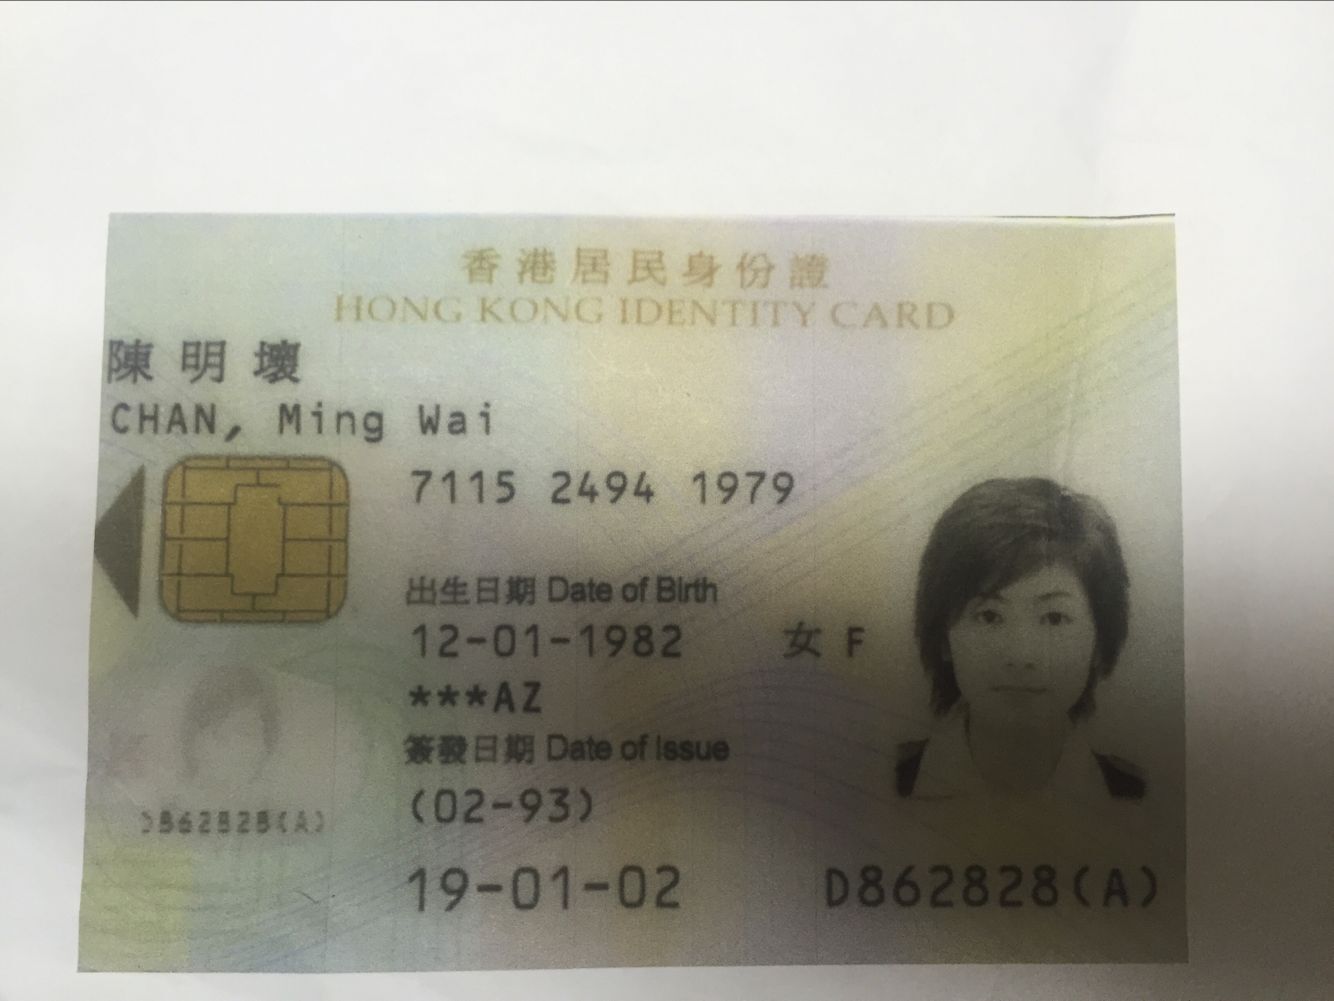 香港居民身份證
HONG KONG IDENTITY CARD
陳明壞
CHAN, Ming Wai
7115 2494 1979
出生日期 Date of Birth
12-01-1982 女 F
***AZ
簽發日期 Date of Issue
(02-93)
D862828(A)
19-01-02 D862828(A)